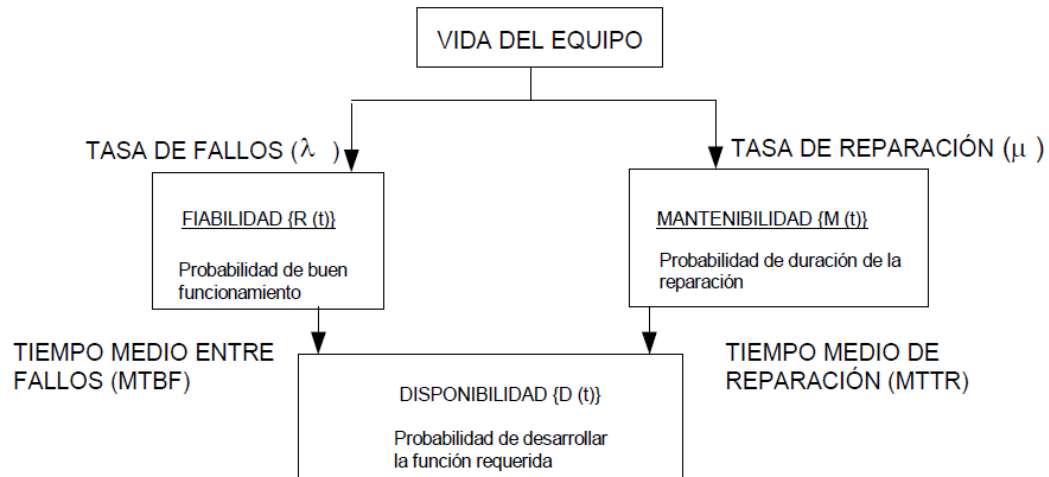 VIDA DEL EQUIPO
TASA DE FALLOS (λ )
TASA DE REPARACIÓN (μ )
FIABILIDAD {R (t)}
Probabilidad de buen
funcionamiento
MANTENIBILIDAD {M (t)}
Probabilidad de duración de la
reparación
TIEMPO MEDIO ENTRE
FALLOS (MTBF)
TIEMPO MEDIO DE
REPARACIÓN (MTTR)
DISPONIBILIDAD {D (t)}
Probabilidad de desarrollar
la función requerida